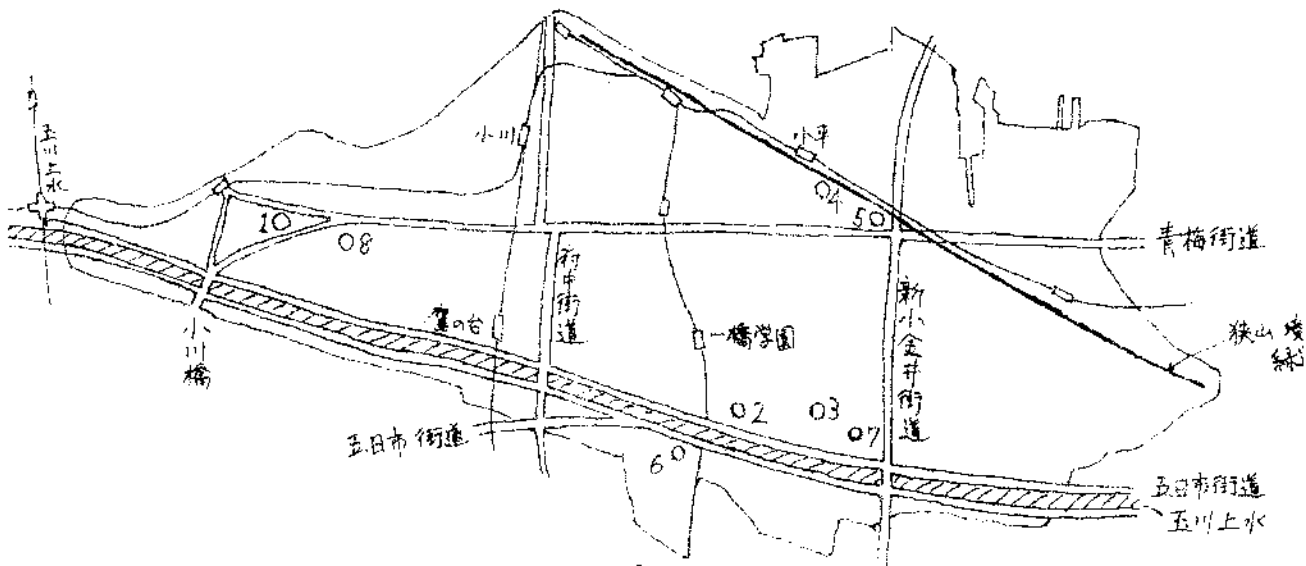 玉川上水
小川
小平
04
50
10
08
青梅街道
府中街道
鷹の台
一橋学園
新小金井街道
狭山
小川橋
02
03
07
五日市街道
60
五日市街道
玉川上水